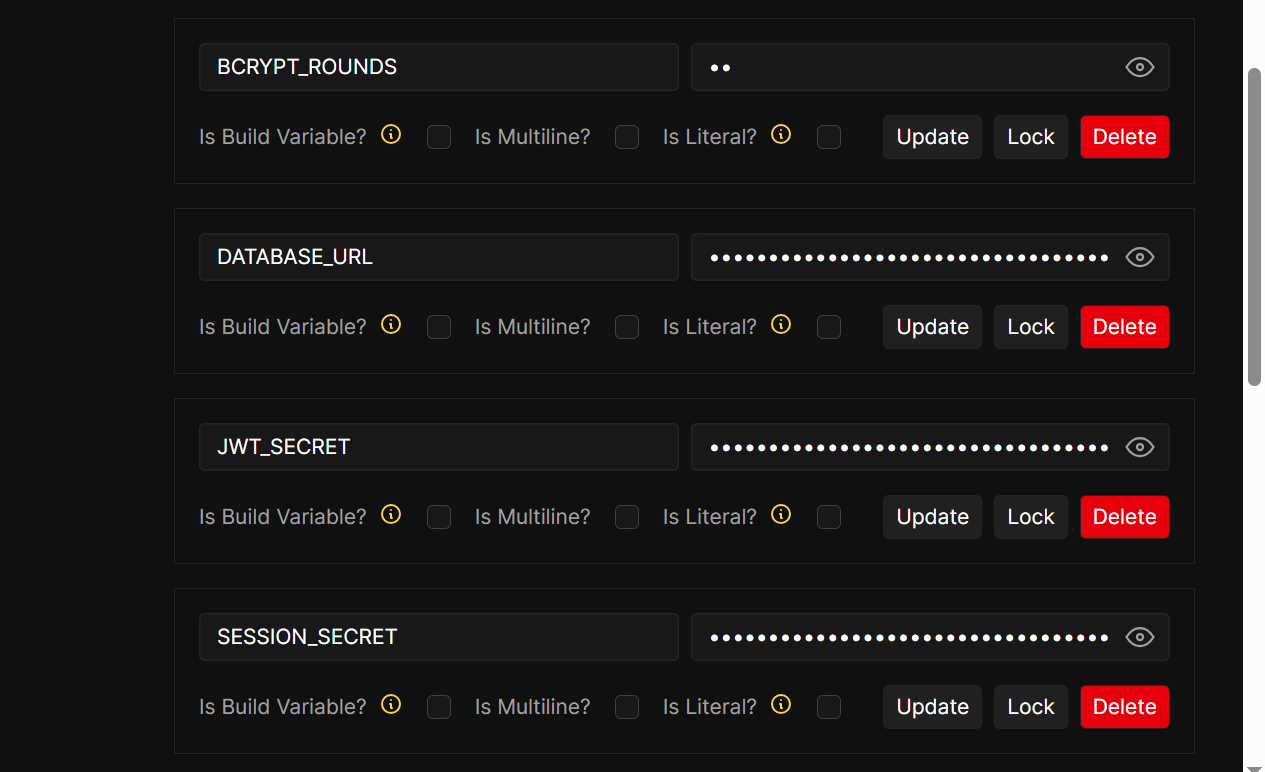 BCRYPT_ROUNDS ••
Is Build Variable? Is Multiline? Is Literal? Update Lock Delete
DATABASE_URL ••••••••••••••••••••••••••••••••••
Is Build Variable? Is Multiline? Is Literal? Update Lock Delete
JWT_SECRET ••••••••••••••••••••••••••••••••••
Is Build Variable? Is Multiline? Is Literal? Update Lock Delete
SESSION_SECRET ••••••••••••••••••••••••••••••••••
Is Build Variable? Is Multiline? Is Literal? Update Lock Delete